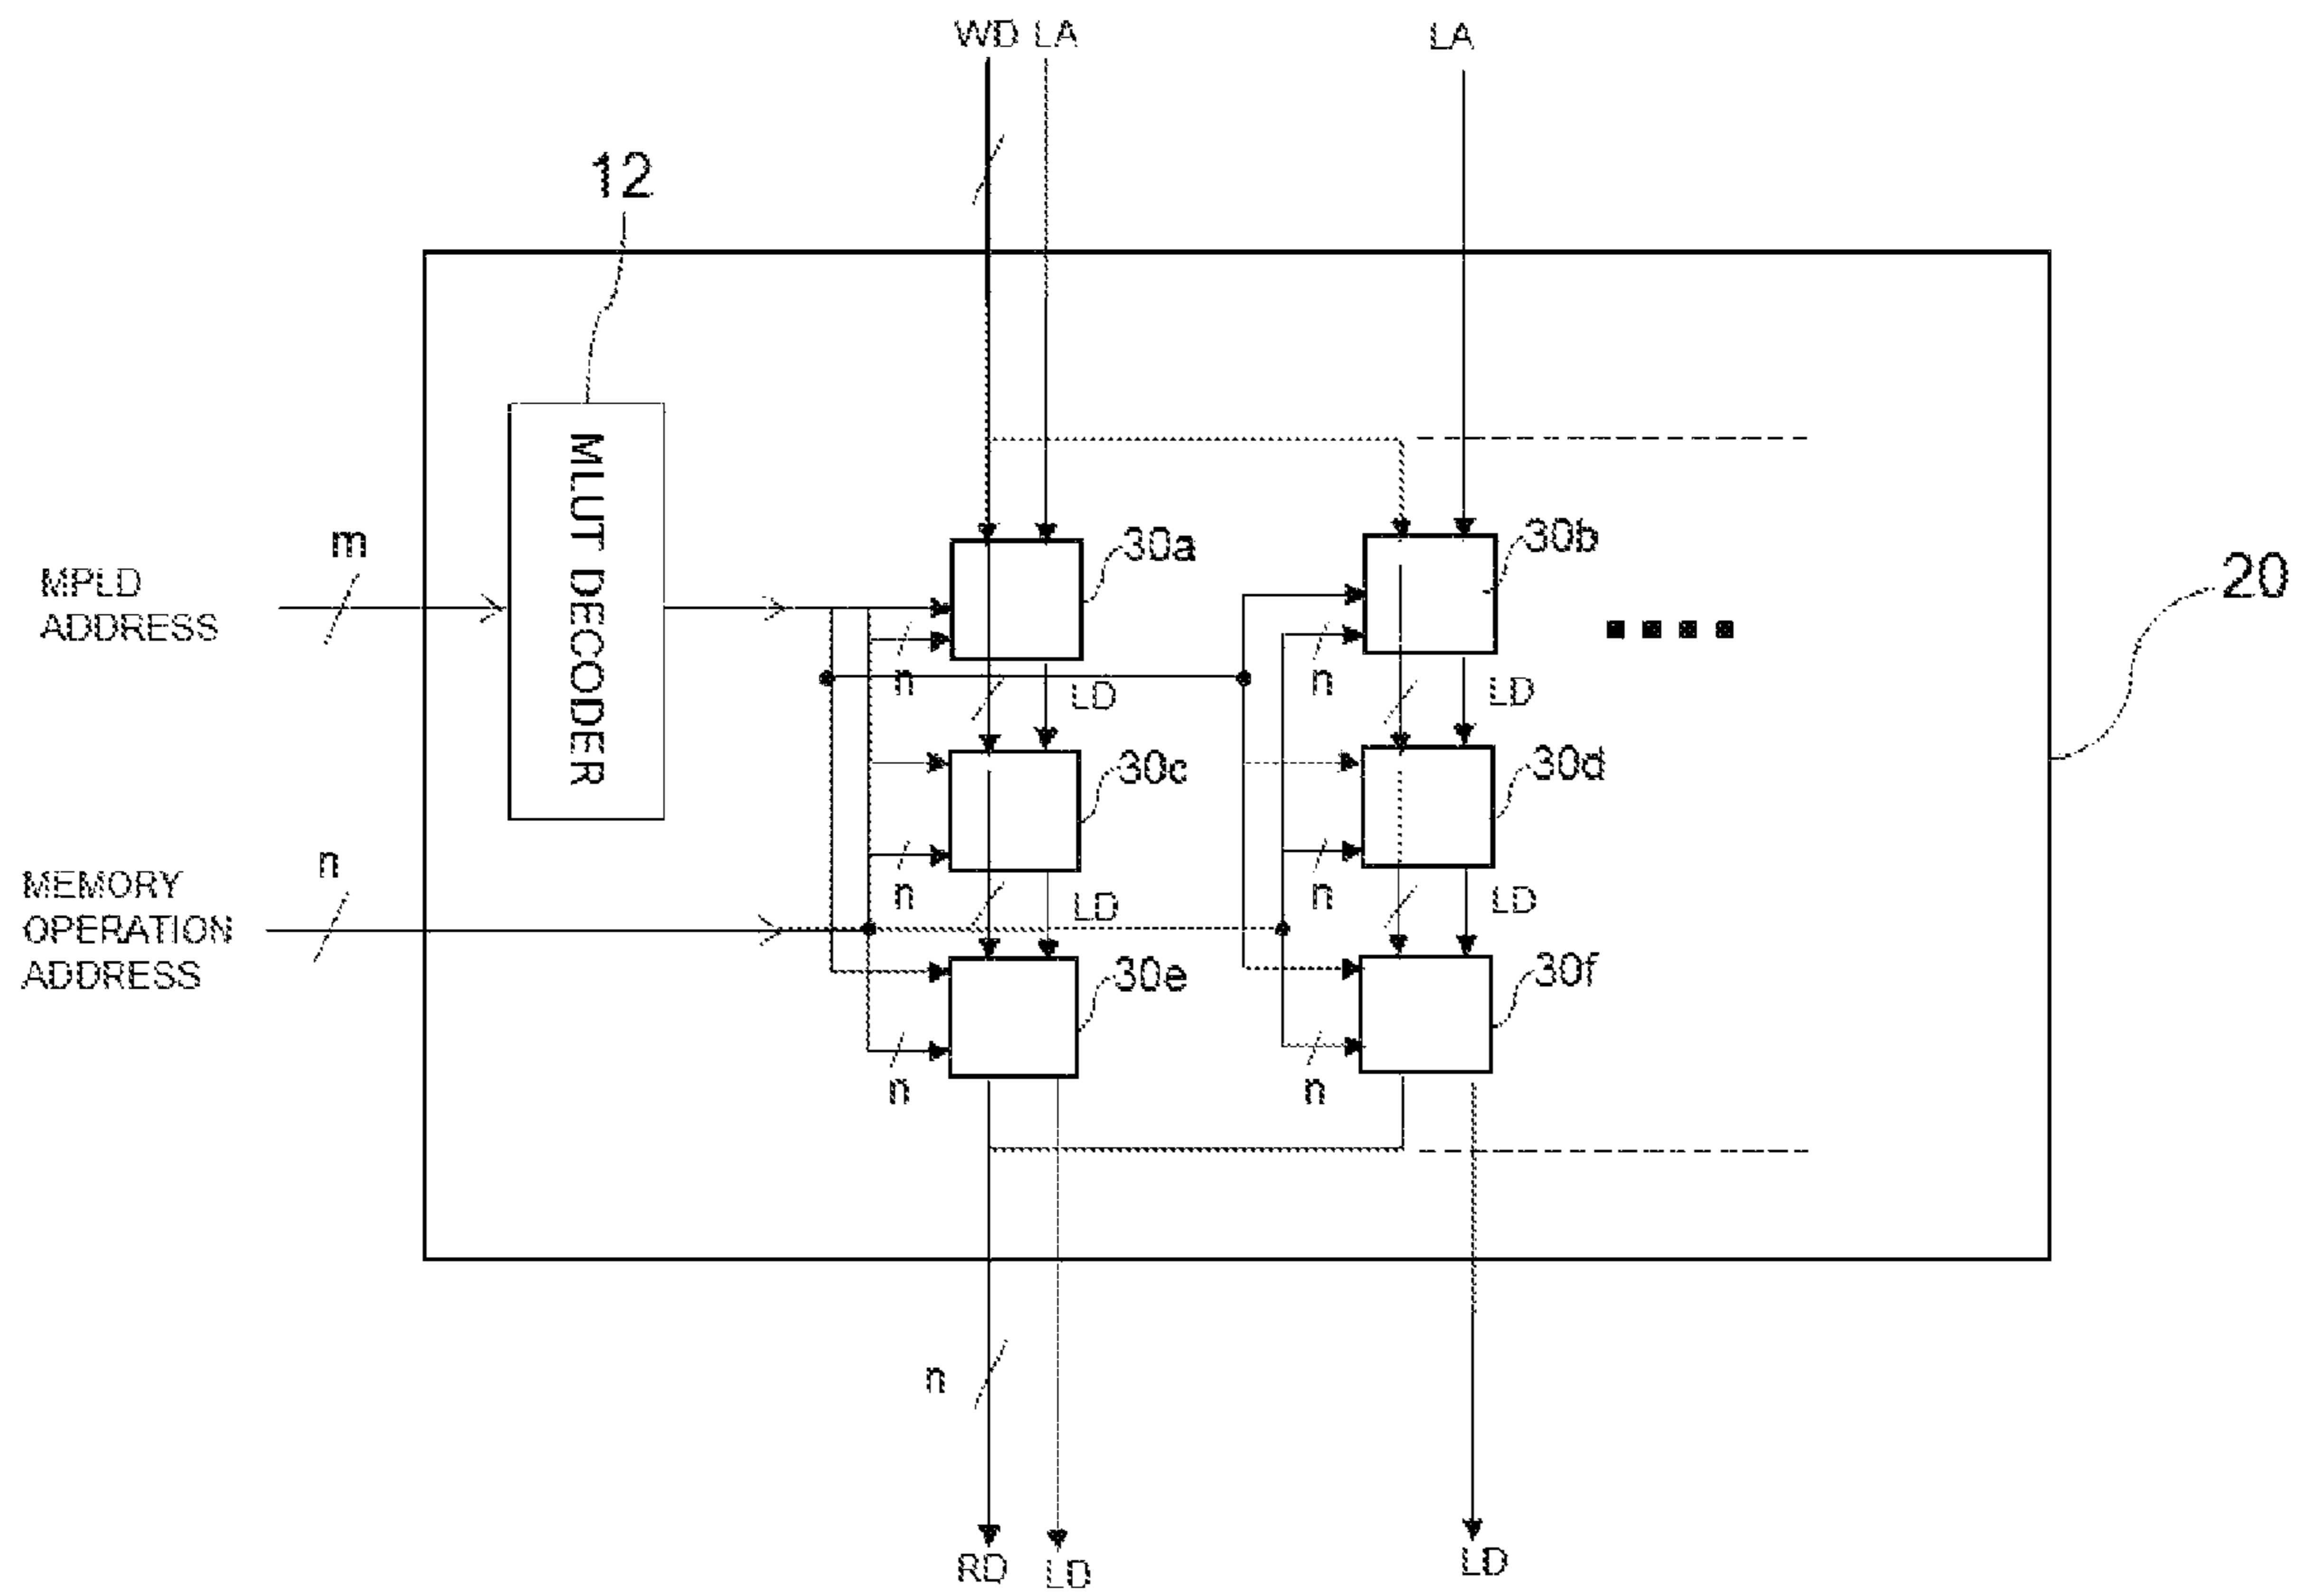 WD LA LA
12
MLUT DECODER
m
MPLD
ADDRESS
30a
30b
20
n
n
LD
LD
30c
30d
n
MEMORY
OPERATION
ADDRESS
n
n
LD
LD
30e
30f
n
n
n
RD
LD
LD